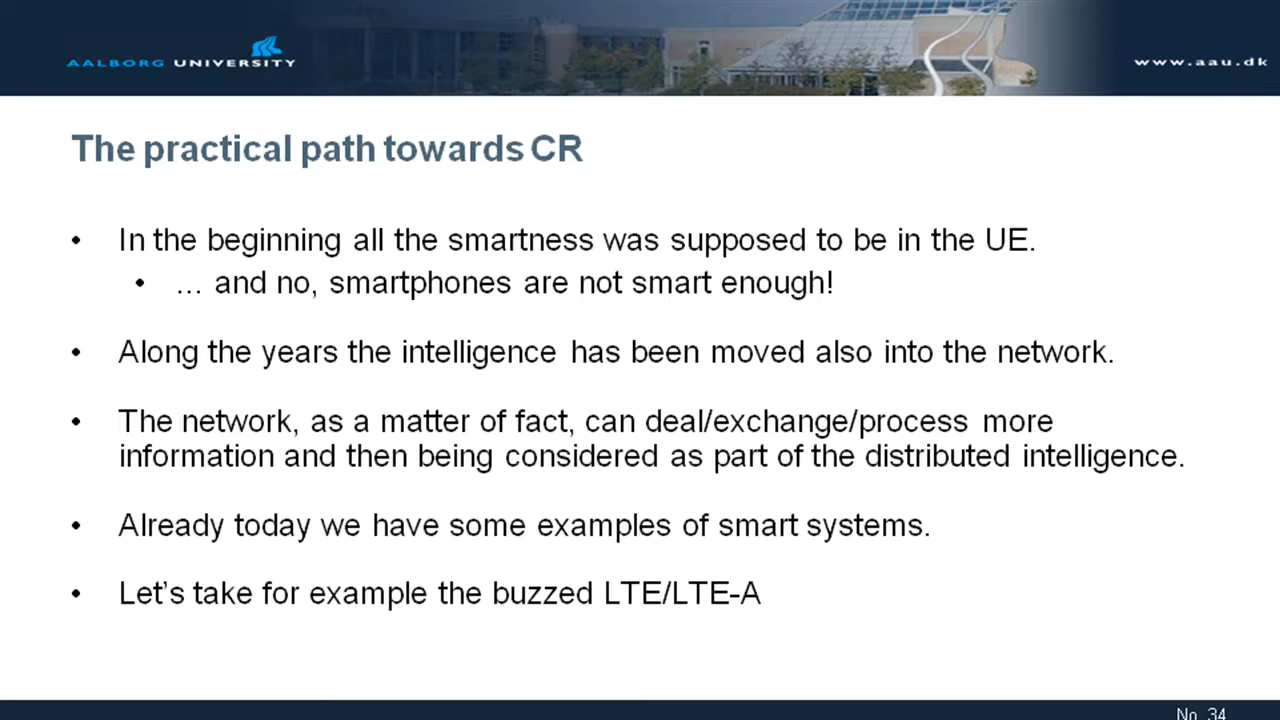 AALBORG UNIVERSITY
www.aau.dk
The practical path towards CR
• In the beginning all the smartness was supposed to be in the UE.
• ... and no, smartphones are not smart enough!
• Along the years the intelligence has been moved also into the network.
• The network, as a matter of fact, can deal/exchange/process more
information and then being considered as part of the distributed intelligence.
• Already today we have some examples of smart systems.
• Let’s take for example the buzzed LTE/LTE-A
No. 34